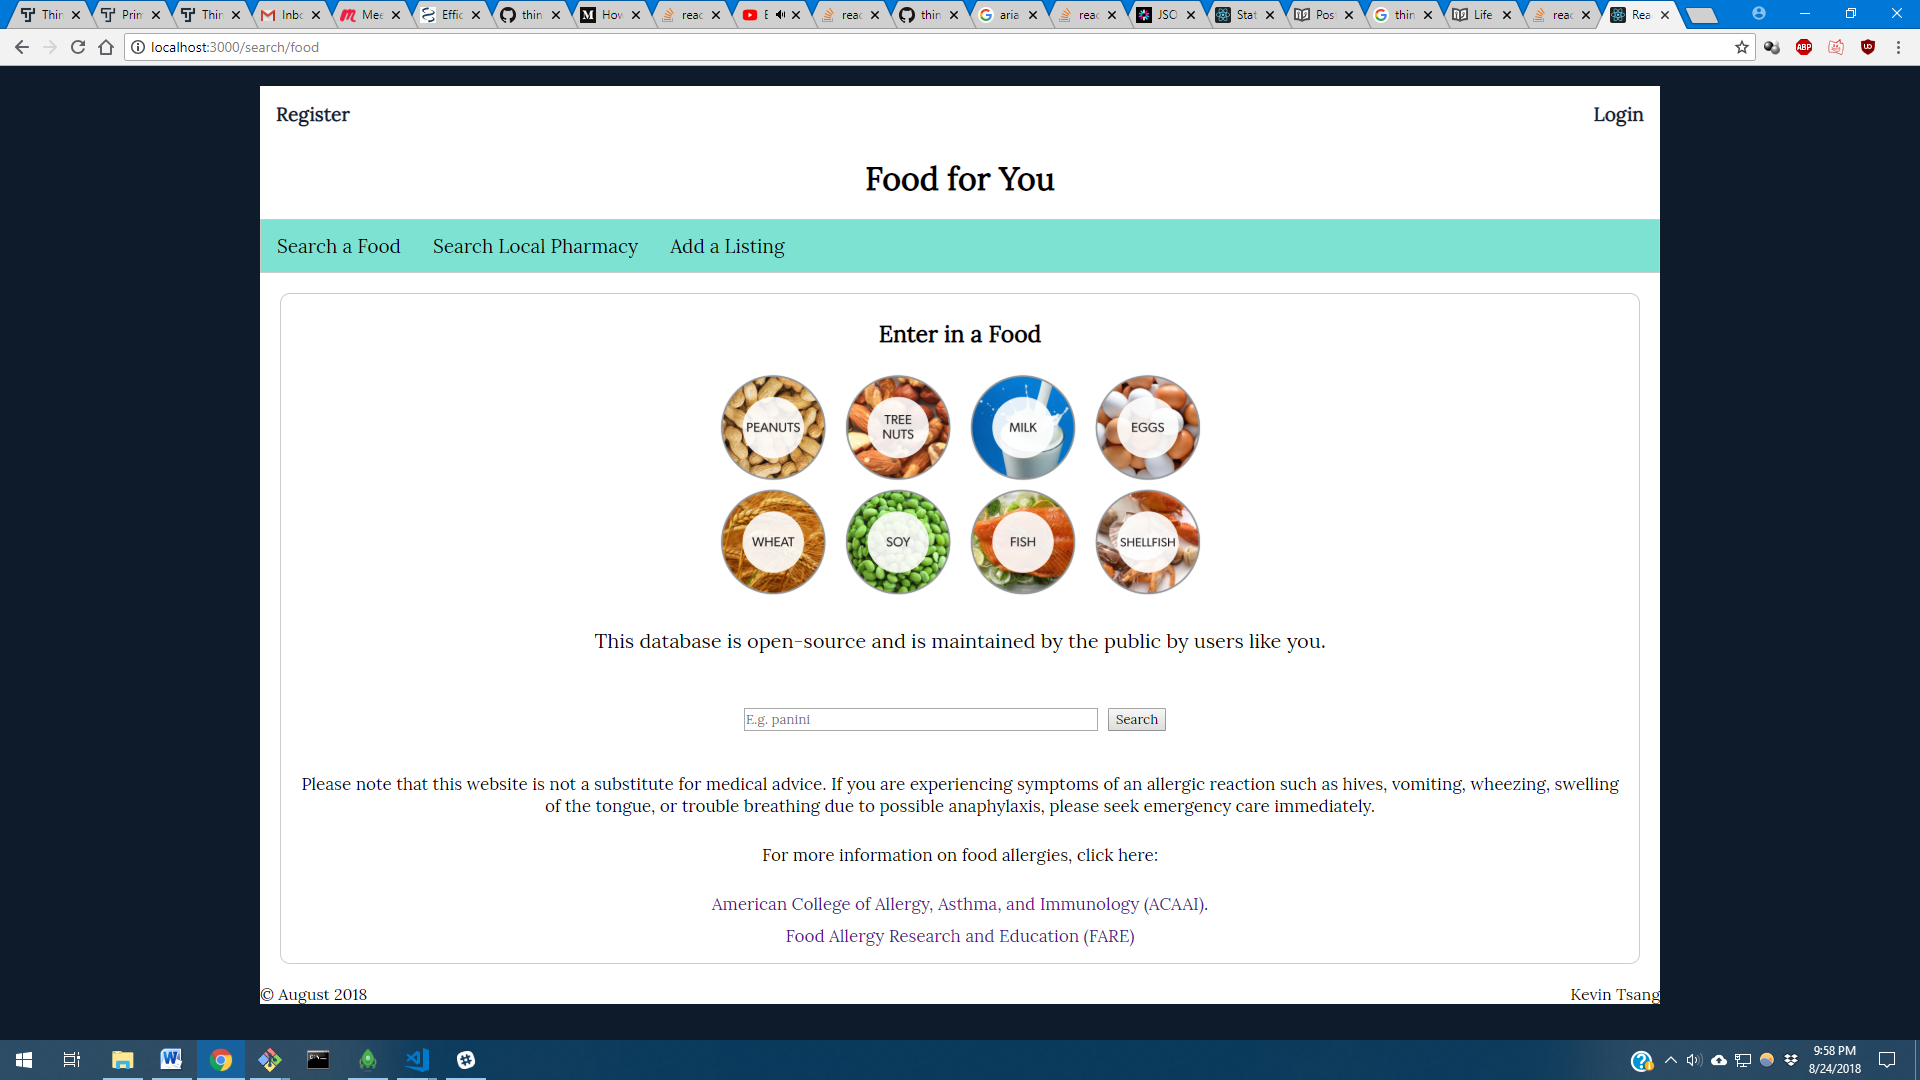 Thin
Prin
Thin
Inbo
Mee
Effic
thin
How
reac
E
reac
thin
aria
reac
JSO
Stat
Pos
thin
Life
reac
Rea
localhost:3000/search/food
ABP
Register
Login
Food for You
Search a Food
Search Local Pharmacy
Add a Listing
Enter in a Food
PEANUTS
TREE
NUTS
MILK
EGGS
WHEAT
SOY
FISH
SHELLFISH
This database is open-source and is maintained by the public by users like you.
E.g. panini
Search
Please note that this website is not a substitute for medical advice. If you are experiencing symptoms of an allergic reaction such as hives, vomiting, wheezing, swelling
of the tongue, or trouble breathing due to possible anaphylaxis, please seek emergency care immediately.
For more information on food allergies, click here:
American College of Allergy, Asthma, and Immunology (ACAAI).
Food Allergy Research and Education (FARE)
© August 2018
Kevin Tsang
9:58 PM
8/24/2018